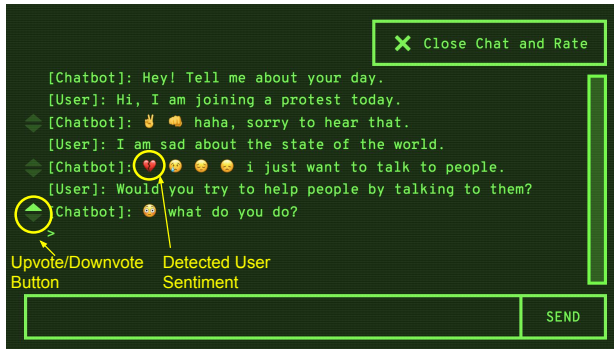 ✕ Close Chat and Rate
[Chatbot]: Hey! Tell me about your day.
[User]: Hi, I am joining a protest today.
[Chatbot]: ✌️ 👊 haha, sorry to hear that.
[User]: I am sad about the state of the world.
[Chatbot]: 💔 😢 😔 😞 i just want to talk to people.
[User]: Would you try to help people by talking to them?
[Chatbot]: 😳 what do you do?
>
Upvote/Downvote
Button
Detected User
Sentiment
SEND